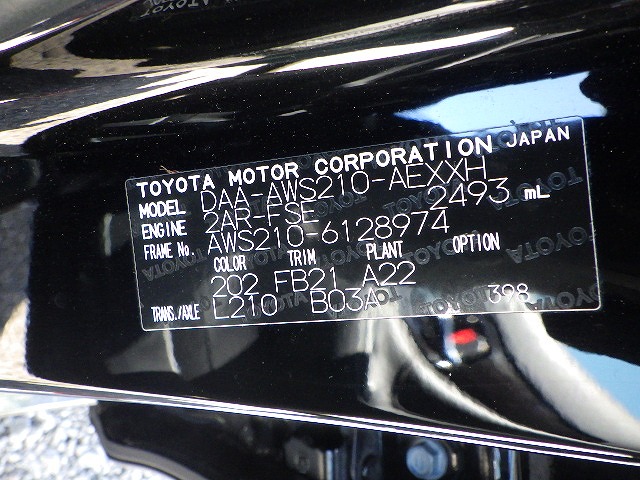 TOYOTA MOTOR CORPORATION JAPAN
MODEL DAA-AWS210-AEXXH
ENGINE 2AR-FSE 2493 mL
FRAME No. AWS210-6128974
COLOR TRIM PLANT OPTION
202 FB21 A22
TRANS./AXLE L210 B03A 398